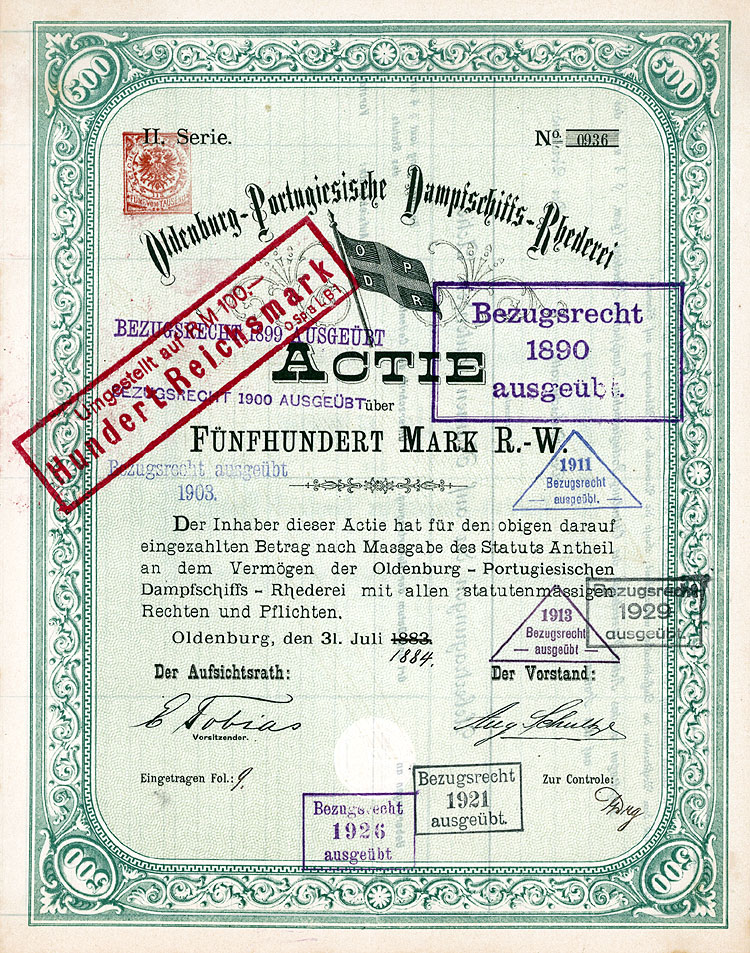 500
500
II. Serie.
No. 0936
Oldenburg-Portugiesische Dampfschiffs-Rhederei
O P
D R
Umgestellt auf RM 100.-
Hundert Reichsmark
BEZUGSRECHT 1899 AUSGEÜBT
Bezugsrecht
1890
ausgeübt.
ACTIE
BEZUGSRECHT 1900 AUSGEÜBT
über
FÜNFHUNDERT MARK R.-W.
Bezugsrecht ausgeübt
1903.
1911
Bezugsrecht
ausgeübt.
Der Inhaber dieser Actie hat für den obigen darauf
eingezahlten Betrag nach Massgabe des Statuts Antheil
an dem Vermögen der Oldenburg-Portugiesischen
Dampfschiffs-Rhederei mit allen statutenmässigen
Rechten und Pflichten.
Bezugsrecht
1929
ausgeübt.
1913
Bezugsrecht
ausgeübt
Oldenburg, den 31. Juli 1883.
1884.
Der Aufsichtsrath:
Der Vorstand:
E Tobias
Aug Schultze
Vorsitzender.
Eingetragen Fol.: 9.
Zur Controle:
Bezugsrecht
1921
ausgeübt.
Bezugsrecht
1926
ausgeübt
500
500